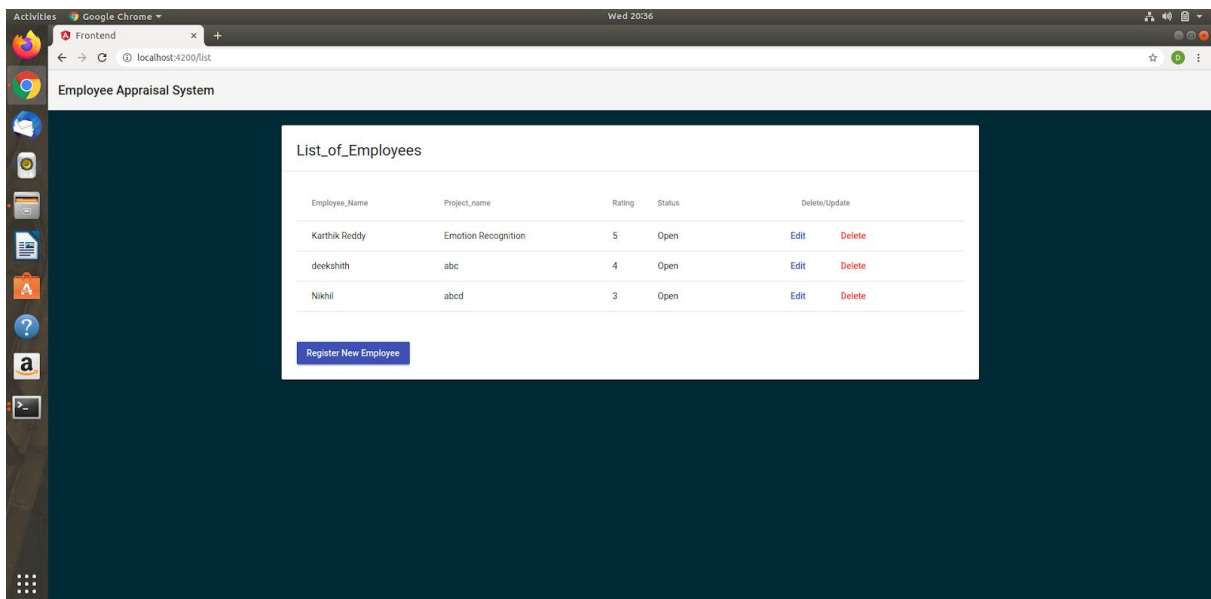 Activities Google Chrome Wed 20:36
Frontend
localhost:4200/list
D
Employee Appraisal System
List_of_Employees
Employee_Name Project_name Rating Status Delete/Update
Karthik Reddy Emotion Recognition 5 Open Edit Delete
deekshith abc 4 Open Edit Delete
Nikhil abcd 3 Open Edit Delete
Register New Employee